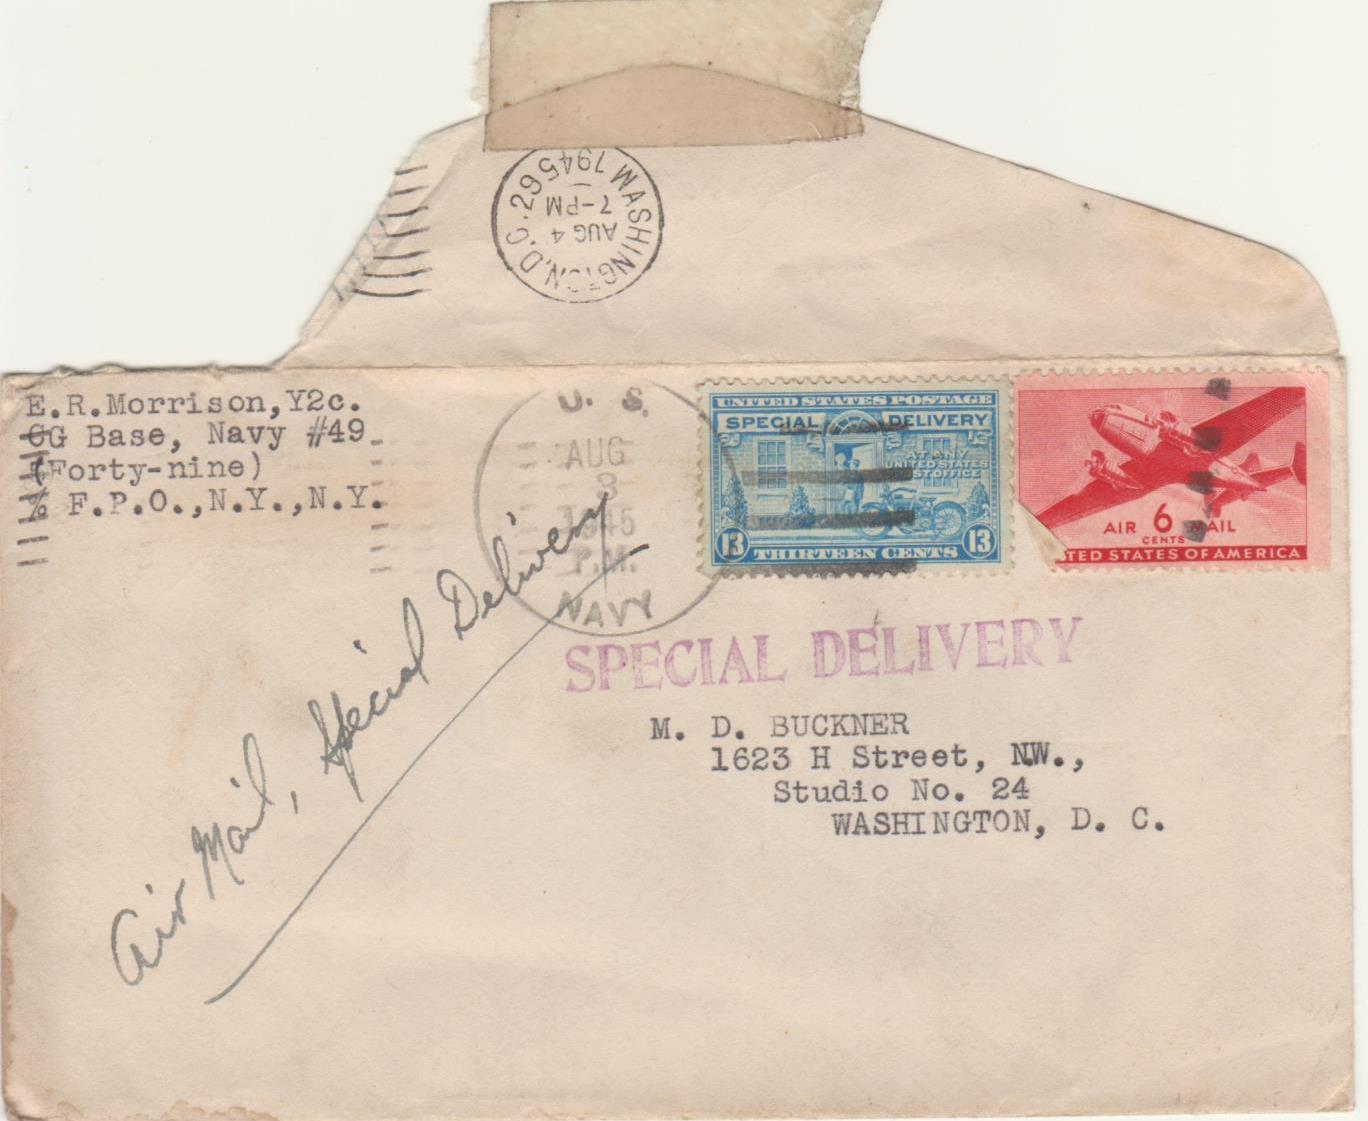 WASHINGTON, D.C. 29
AUG 4
7-PM
1945
E.R.Morrison,Y2c.
CG Base, Navy #49
(Forty-nine)
% F.P.O.,N.Y.,N.Y.
U. S.
AUG
3
1945
P.M.
NAVY
UNITED STATES POSTAGE
SPECIAL DELIVERY
AT ANY
UNITED STATES
POST OFFICE
13 THIRTEEN CENTS 13
AIR 6 MAIL
CENTS
TED STATES OF AMERICA
Air Mail, Special Delivery
SPECIAL DELIVERY
M. D. BUCKNER
1623 H Street, NW.,
Studio No. 24
WASHINGTON, D. C.